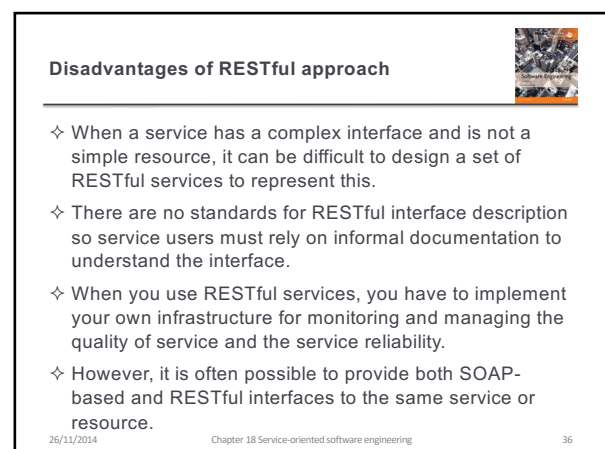 Disadvantages of RESTful approach
Software Engineering
✧ When a service has a complex interface and is not a
simple resource, it can be difficult to design a set of
RESTful services to represent this.
✧ There are no standards for RESTful interface description
so service users must rely on informal documentation to
understand the interface.
✧ When you use RESTful services, you have to implement
your own infrastructure for monitoring and managing the
quality of service and the service reliability.
✧ However, it is often possible to provide both SOAP-
based and RESTful interfaces to the same service or
resource.
26/11/2014 Chapter 18 Service-oriented software engineering 36